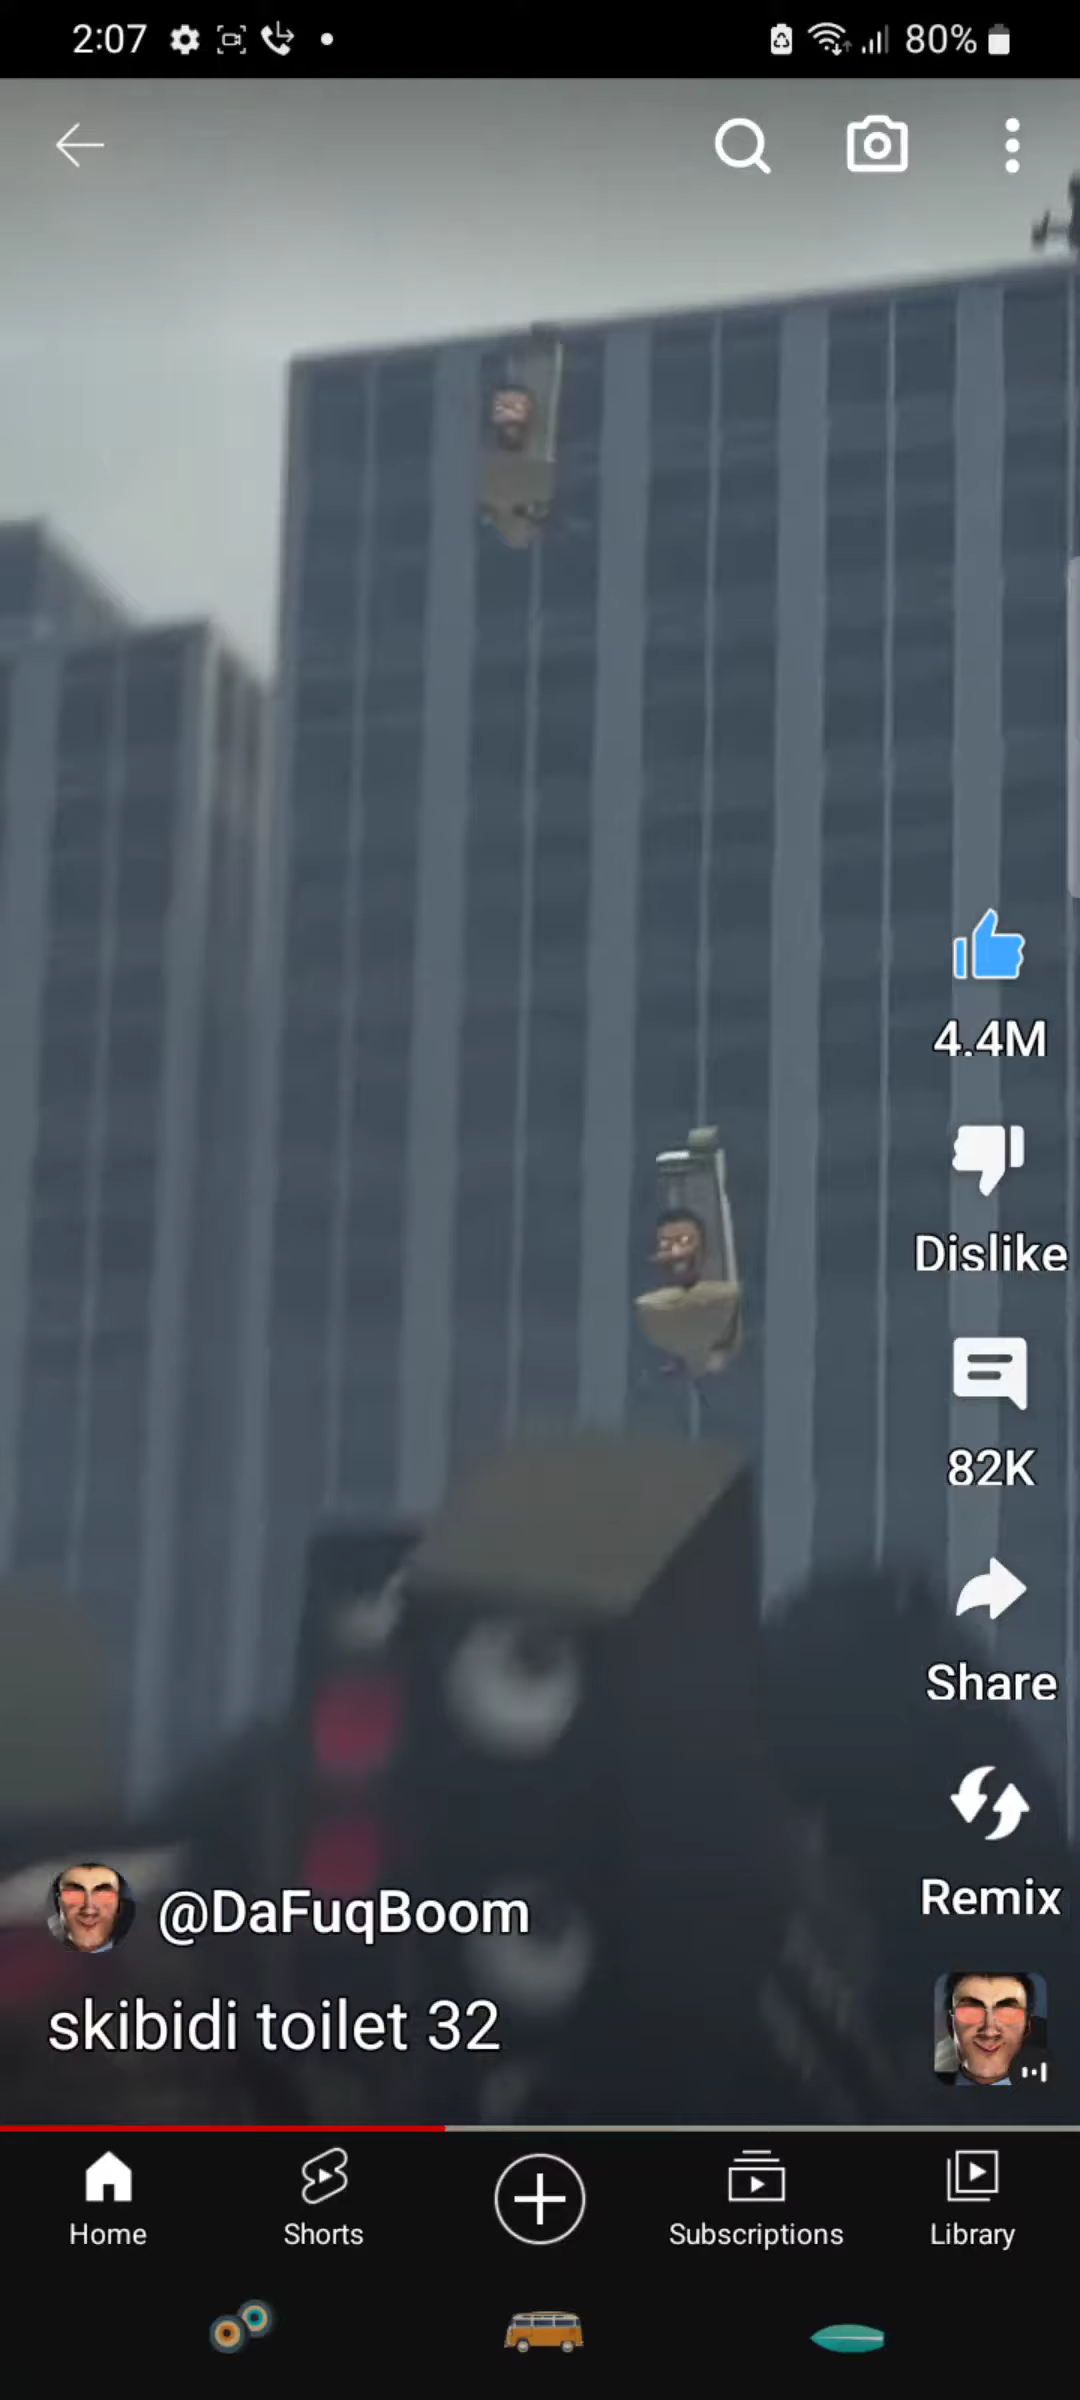 2:07
80%
4.4M
Dislike
82K
Share
Remix
@DaFuqBoom
skibidi toilet 32
Home
Shorts
Subscriptions
Library